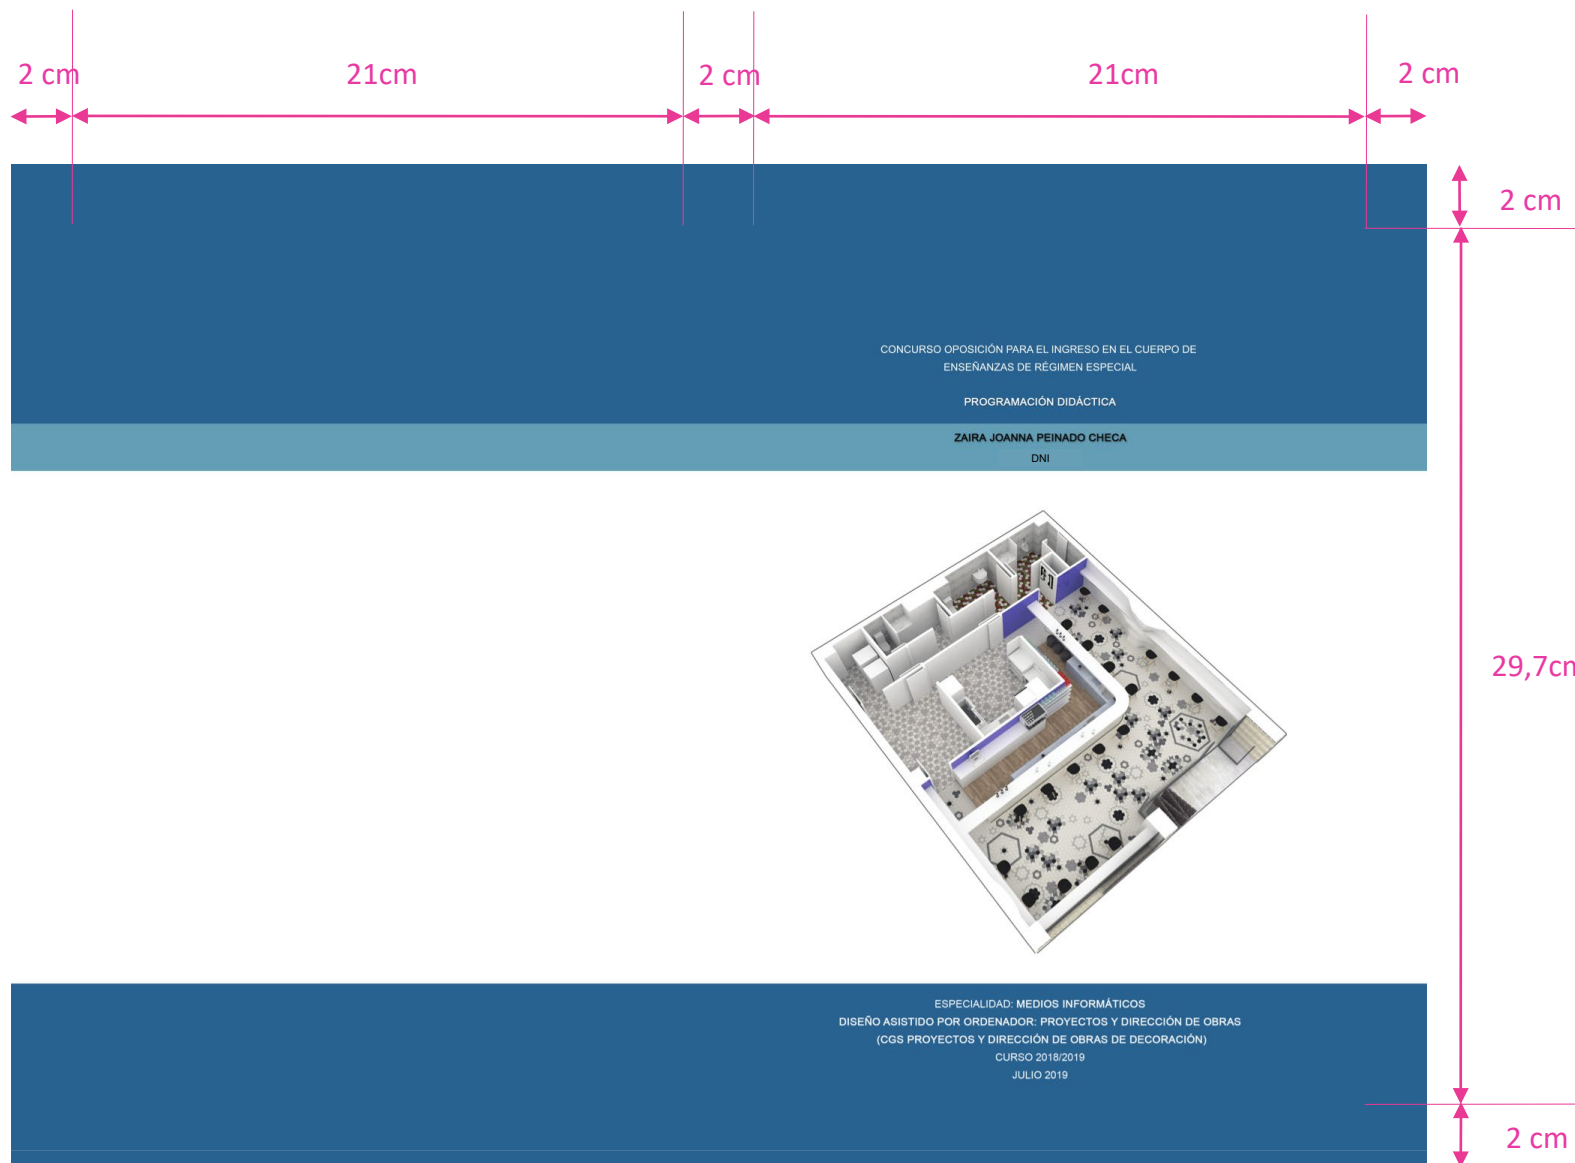 2 cm
21cm
2 cm
21cm
2 cm
2 cm
CONCURSO OPOSICIÓN PARA EL INGRESO EN EL CUERPO DE
ENSEÑANZAS DE RÉGIMEN ESPECIAL
PROGRAMACIÓN DIDÁCTICA
ZAIRA JOANNA PEINADO CHECA
DNI
29,7cm
ESPECIALIDAD: MEDIOS INFORMÁTICOS
DISEÑO ASISTIDO POR ORDENADOR: PROYECTOS Y DIRECCIÓN DE OBRAS
(CGS PROYECTOS Y DIRECCIÓN DE OBRAS DE DECORACIÓN)
CURSO 2018/2019
JULIO 2019
2 cm